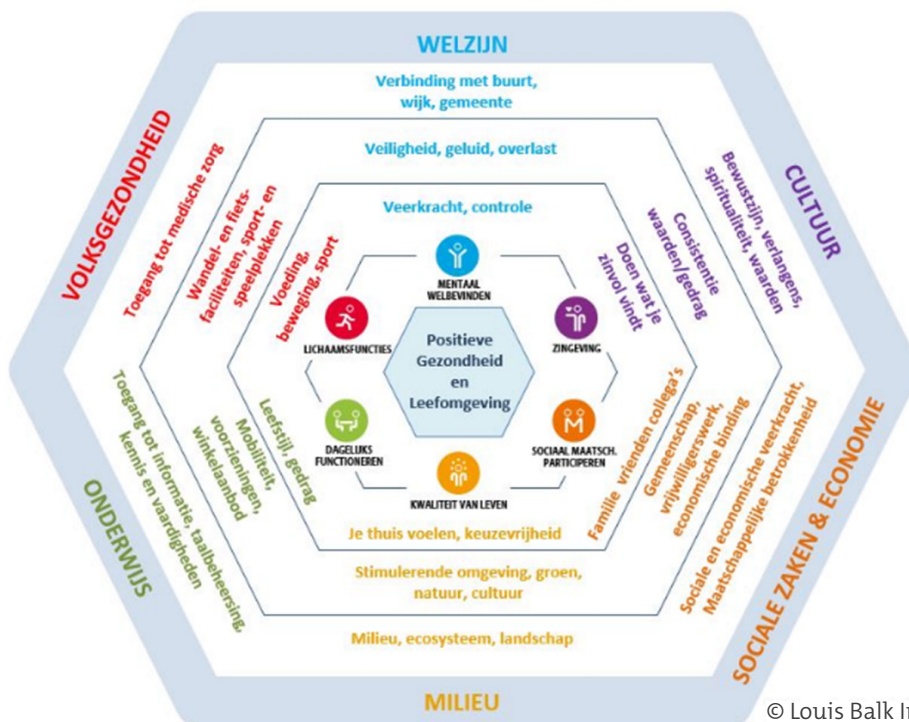 WELZIJN
Verbinding met buurt,
wijk, gemeente
Veiligheid, geluid, overlast
Veerkracht, controle
MENTAAL
WELBEVINDEN
VOLKSGEZONDHEID
Toegang tot medische zorg
Wandel- en fiets-
faciliteiten, sport- en
speelplekken
Voeding,
beweging, sport
LICHAAMSFUNCTIES
CULTUUR
Bewustzijn, verlangens,
spiritualiteit, waarden
Consistentie
waarden/gedrag
Doen wat je
zinvol vindt
ZINGEVING
Positieve
Gezondheid
en
Leefomgeving
ONDERWIJS
Toegang tot informatie, taalbeheersing,
kennis en vaardigheden
Mobiliteit,
voorzieningen,
winkelaanbod
Leefstijl, gedrag
DAGELIJKS
FUNCTIONEREN
SOCIAAL MAATSCH.
PARTICIPEREN
Familie vrienden collega's
Gemeenschap,
vrijwilligerswerk,
economische binding
Sociale en economische veerkracht,
Maatschappelijke betrokkenheid
SOCIALE ZAKEN & ECONOMIE
KWALITEIT VAN LEVEN
Je thuis voelen, keuzevrijheid
Stimulerende omgeving, groen,
natuur, cultuur
Milieu, ecosysteem, landschap
MILIEU
© Louis Balk